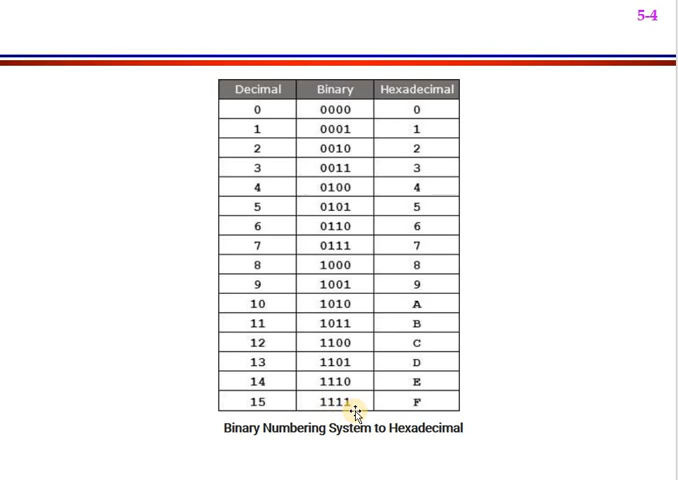 5-4
Decimal Binary Hexadecimal
0 0000 0
1 0001 1
2 0010 2
3 0011 3
4 0100 4
5 0101 5
6 0110 6
7 0111 7
8 1000 8
9 1001 9
10 1010 A
11 1011 B
12 1100 C
13 1101 D
14 1110 E
15 1111 F
Binary Numbering System to Hexadecimal